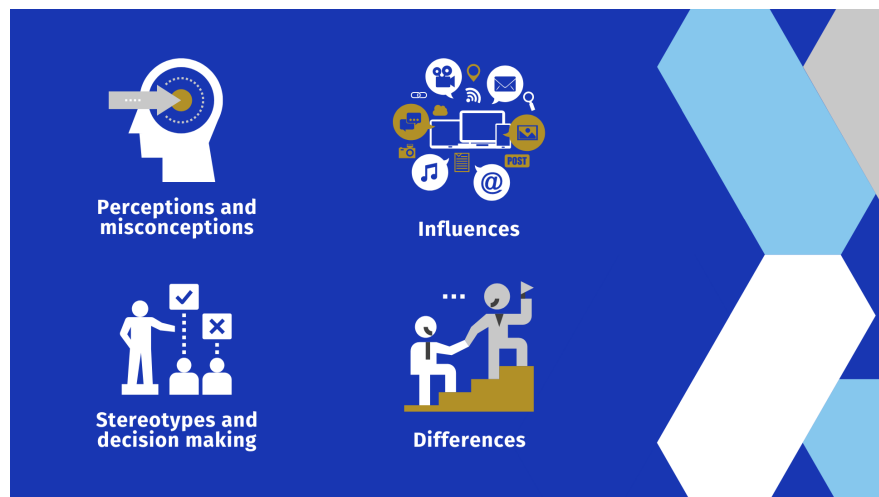 Perceptions and
misconceptions
@
POST
Influences
Stereotypes and
decision making
Differences